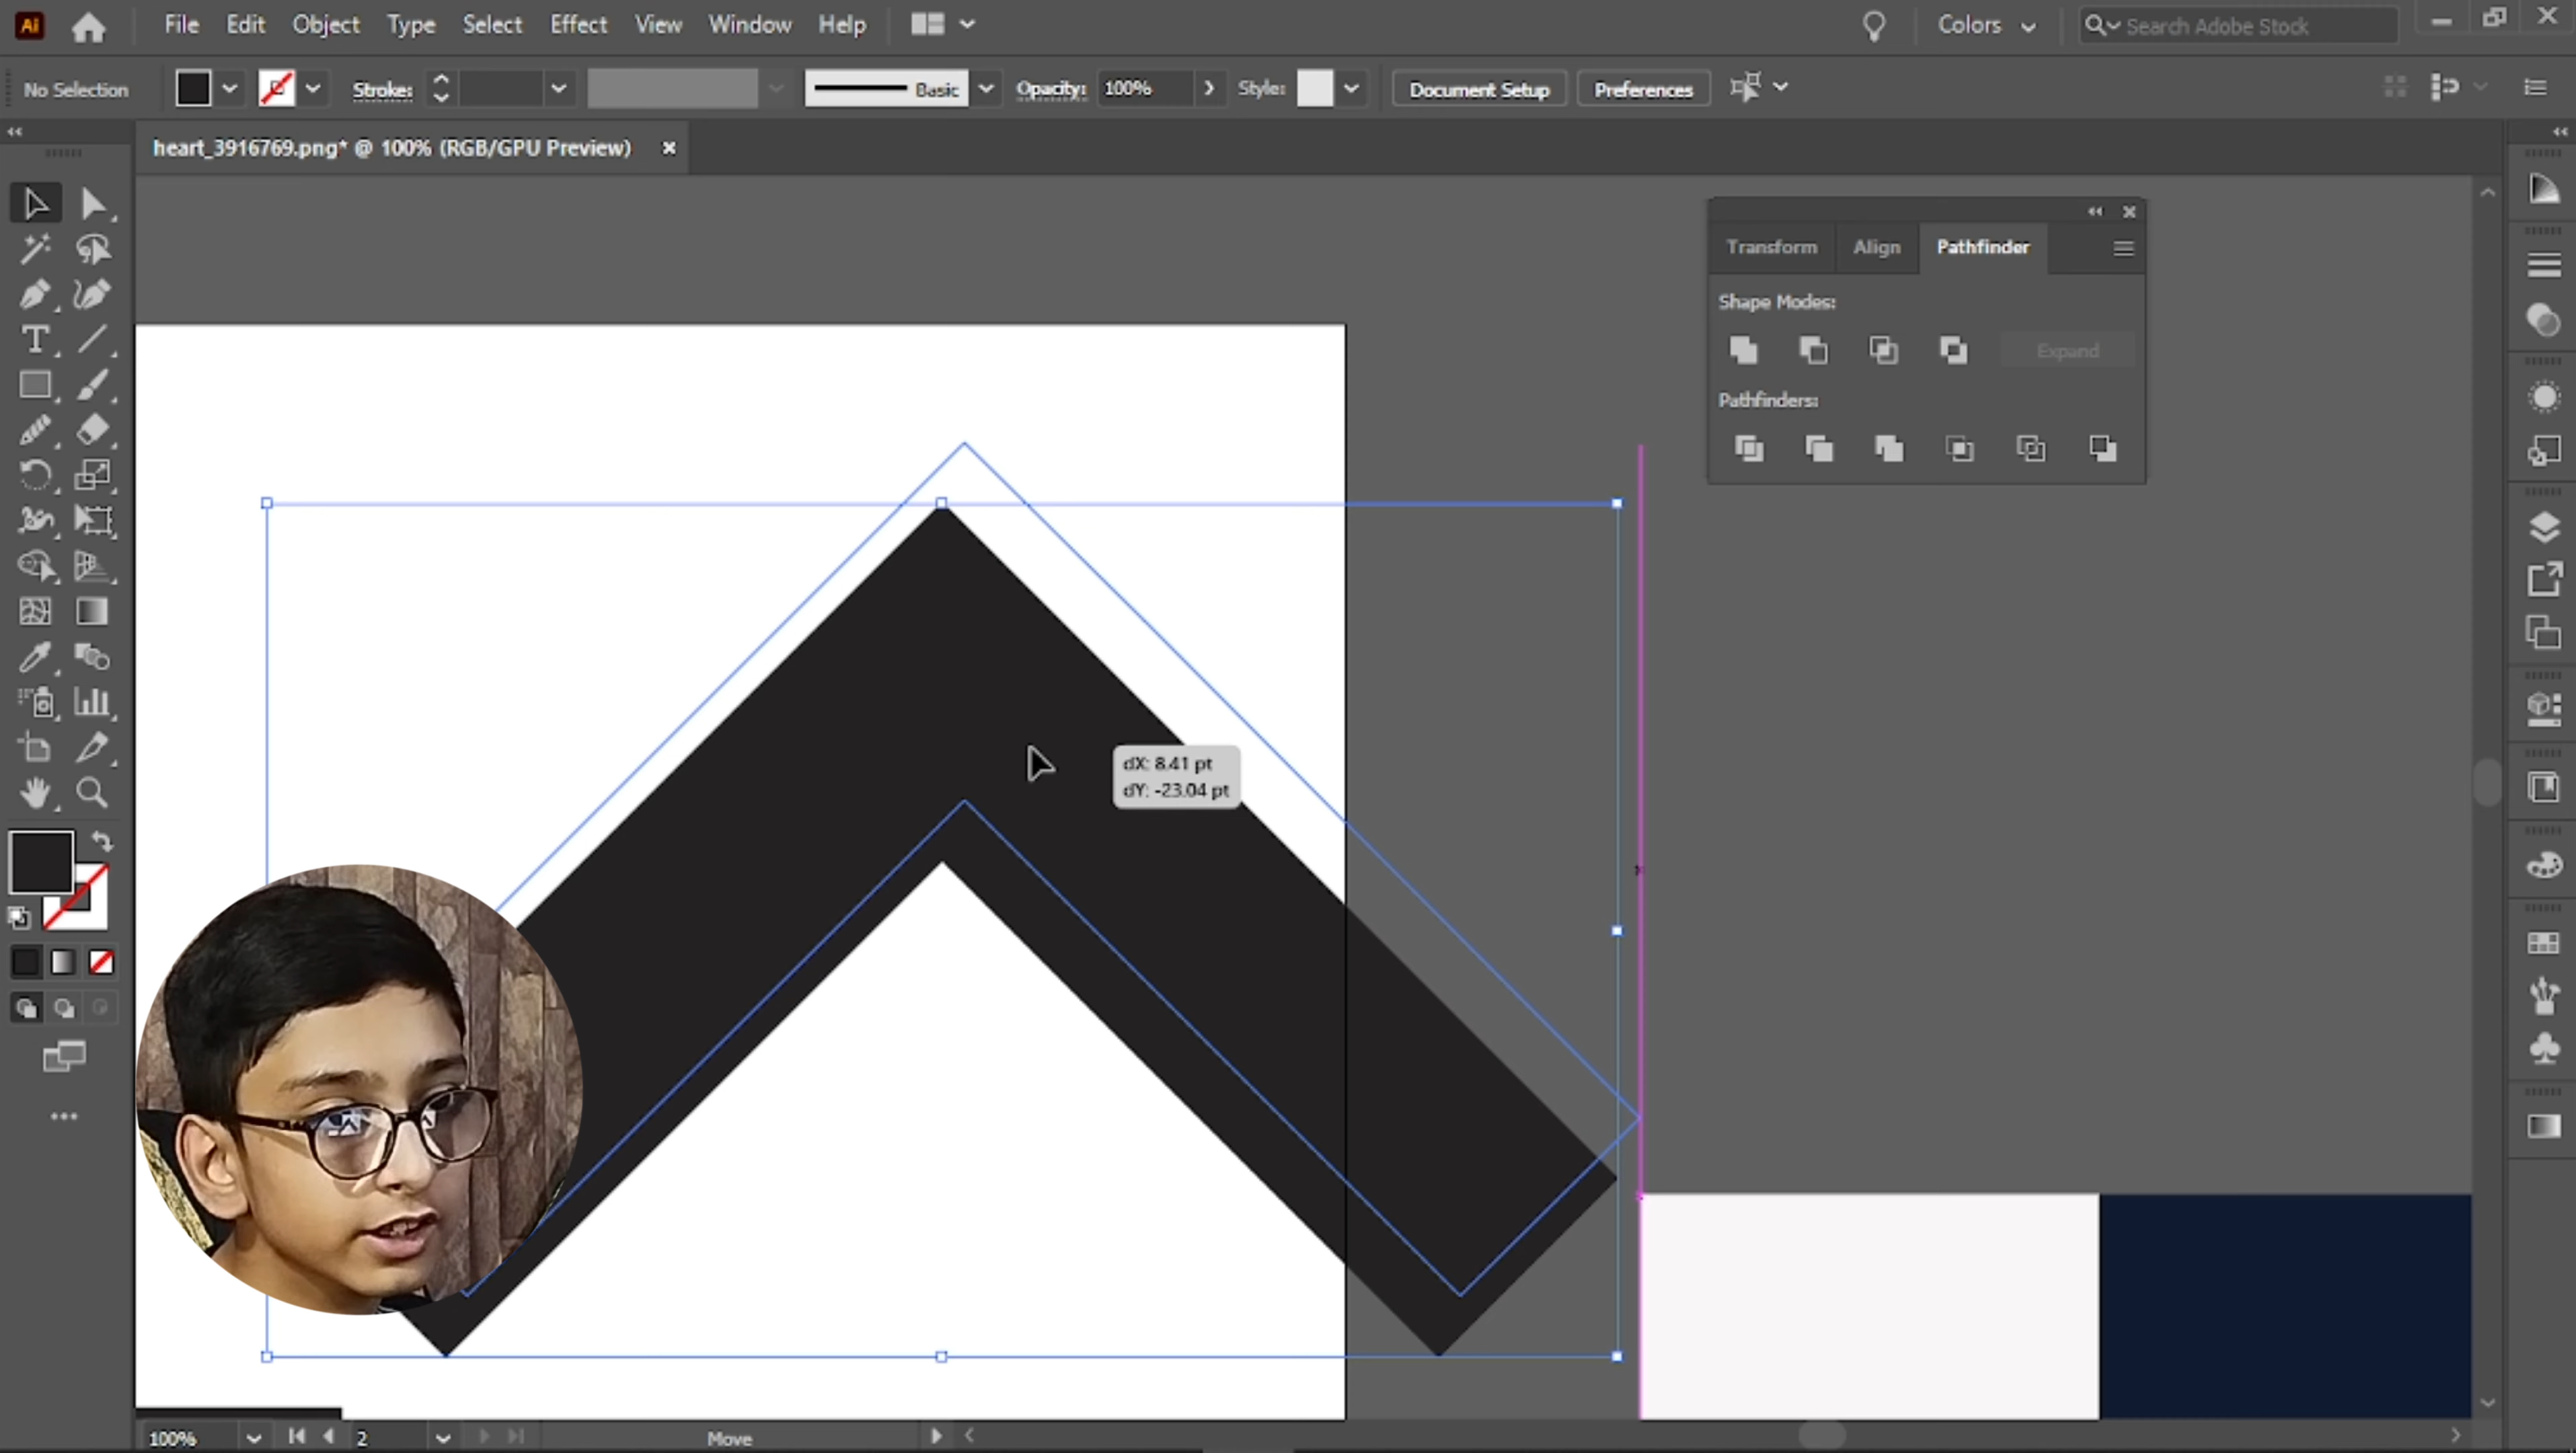 Ai File Edit Object Type Select Effect View Window Help Colors Search Adobe Stock
No Selection Stroke: Basic Opacity: 100% Style: Document Setup Preferences
heart_3916769.png* @ 100% (RGB/GPU Preview)
Transform Align Pathfinder
Shape Modes:
Expand
Pathfinders:
dX: 8.41 pt
dY: -23.04 pt
100% 2 Move